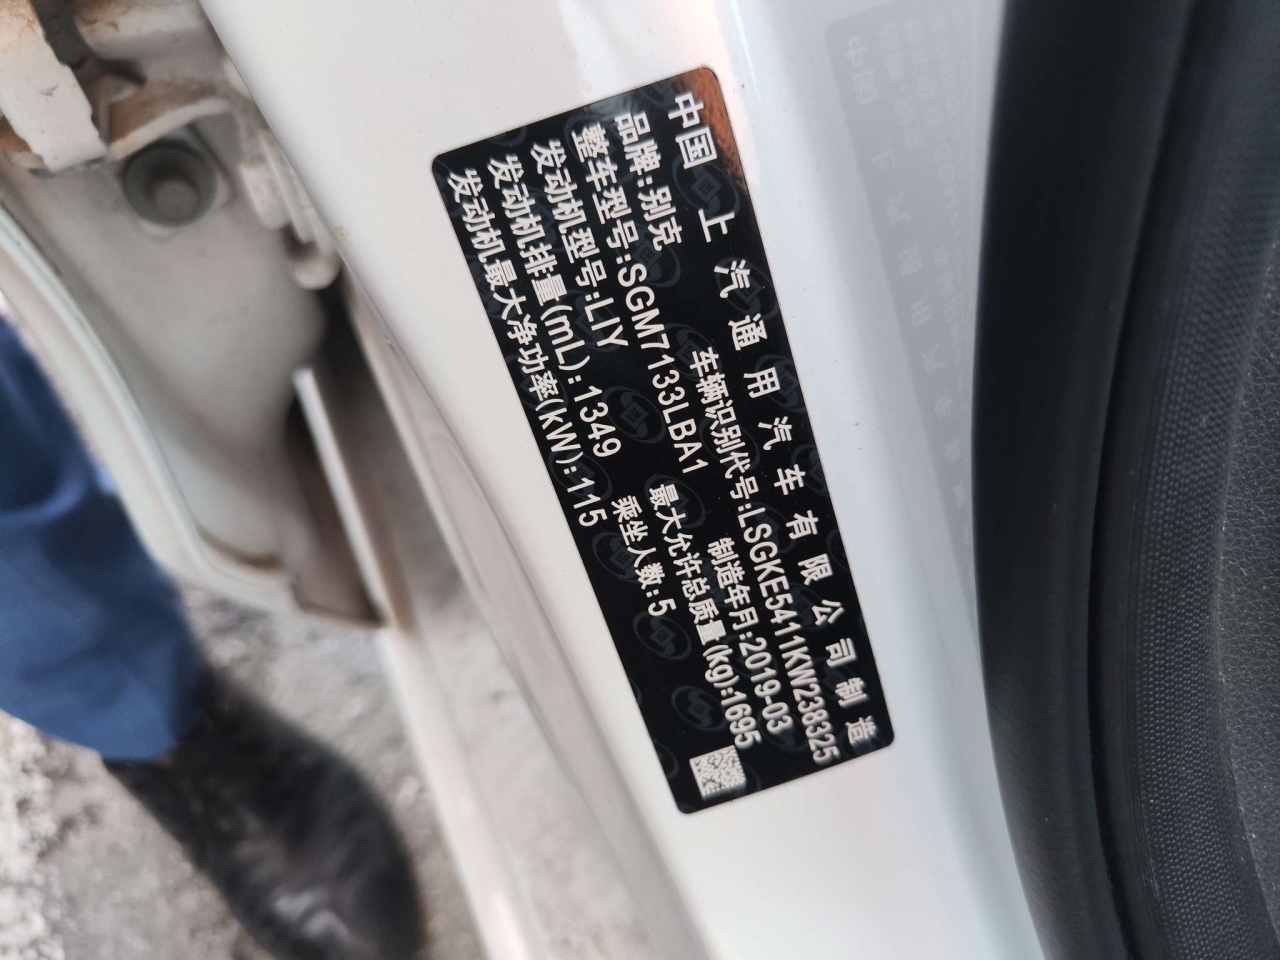 中国 上汽通用汽车有限公司 制造
品牌:别克 车辆识别代号:LSGKE5411KW238325
整车型号:SGM7133LBA1 制造年月:2019-03
发动机型号:LIY 最大允许总质量(kg):1695
发动机排量(mL):1349 乘坐人数:5
发动机最大净功率(kW):115